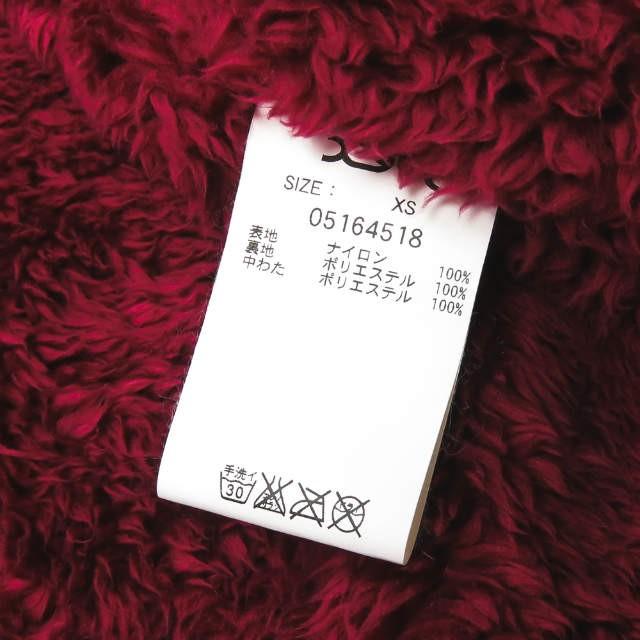 SIZE :
XS
05164518
表地 ナイロン 100%
裏地 ポリエステル 100%
中わた ポリエステル 100%
手洗イ
30